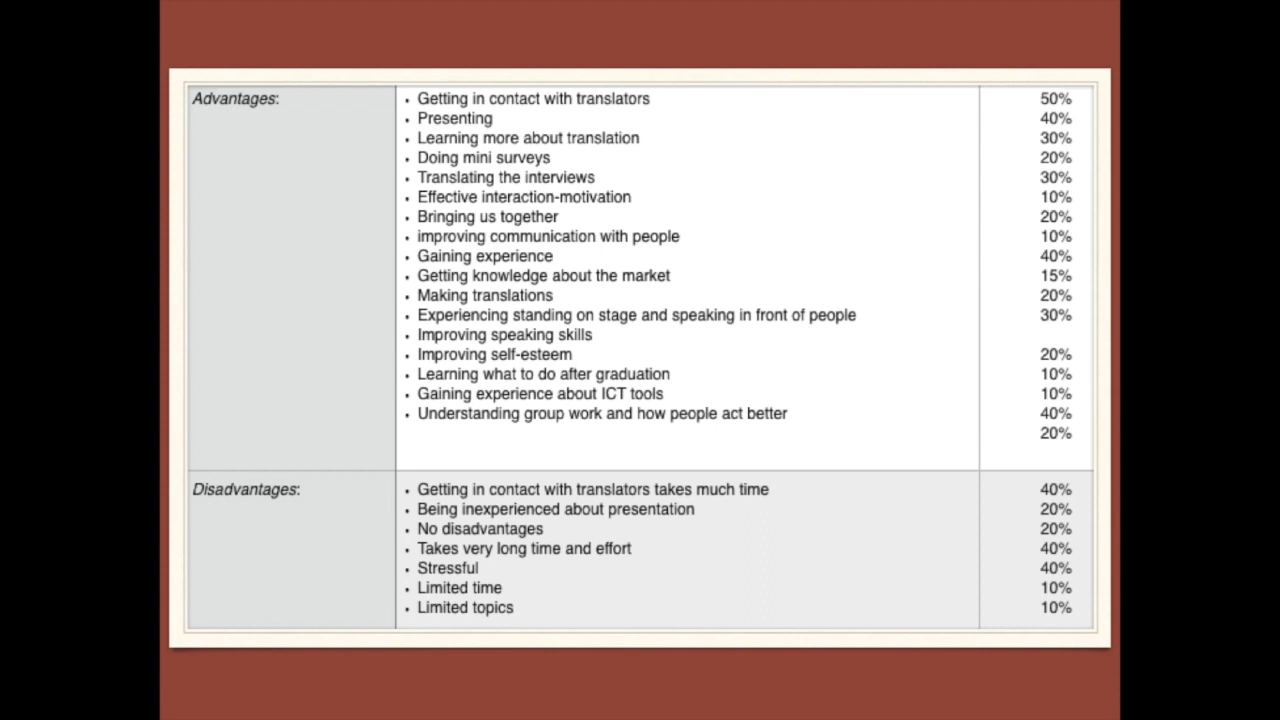 Advantages:
• Getting in contact with translators 50%
• Presenting 40%
• Learning more about translation 30%
• Doing mini surveys 20%
• Translating the interviews 30%
• Effective interaction-motivation 10%
• Bringing us together 20%
• improving communication with people 10%
• Gaining experience 40%
• Getting knowledge about the market 15%
• Making translations 20%
• Experiencing standing on stage and speaking in front of people 30%
• Improving speaking skills
• Improving self-esteem 20%
• Learning what to do after graduation 10%
• Gaining experience about ICT tools 10%
• Understanding group work and how people act better 40%
20%
Disadvantages:
• Getting in contact with translators takes much time 40%
• Being inexperienced about presentation 20%
• No disadvantages 20%
• Takes very long time and effort 40%
• Stressful 40%
• Limited time 10%
• Limited topics 10%